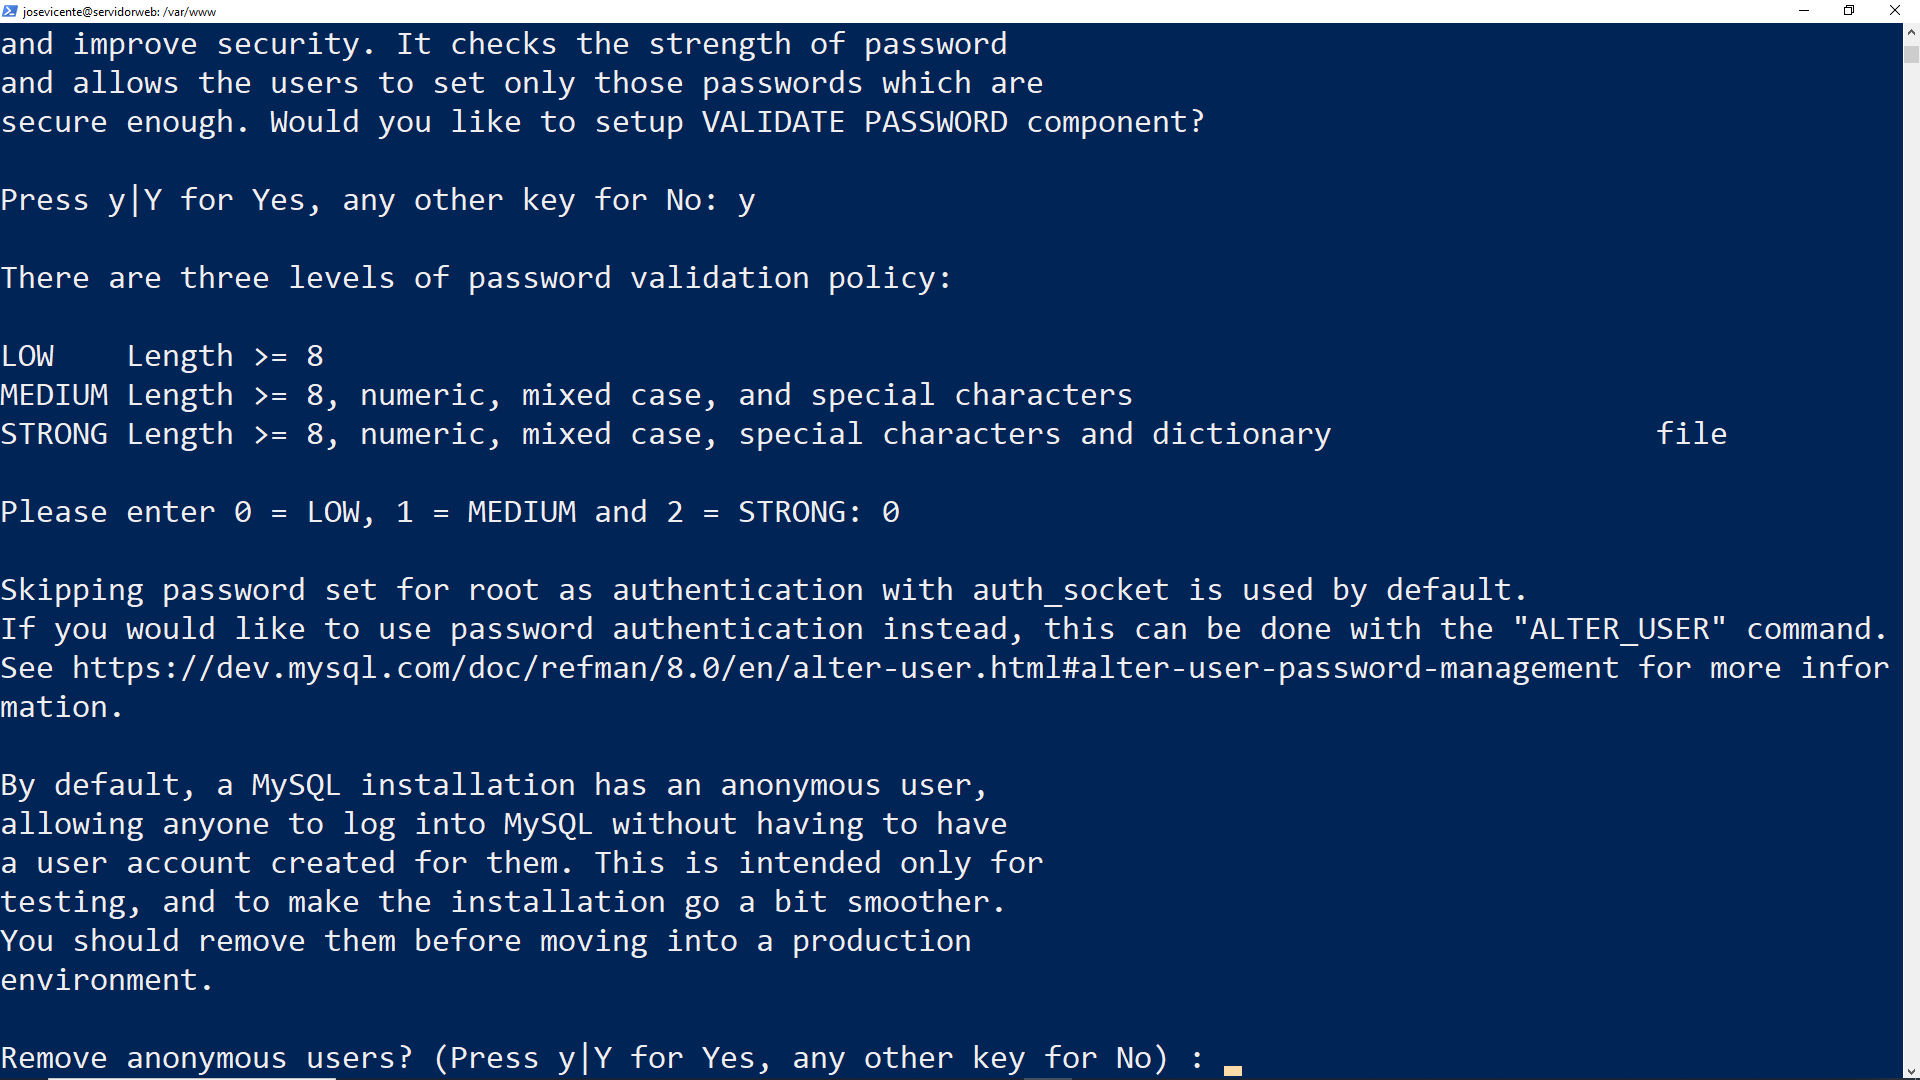 josevicente@servidorweb: /var/www
and improve security. It checks the strength of password
and allows the users to set only those passwords which are
secure enough. Would you like to setup VALIDATE PASSWORD component?
Press y|Y for Yes, any other key for No: y
There are three levels of password validation policy:
LOW    Length >= 8
MEDIUM Length >= 8, numeric, mixed case, and special characters
STRONG Length >= 8, numeric, mixed case, special characters and dictionary                  file
Please enter 0 = LOW, 1 = MEDIUM and 2 = STRONG: 0
Skipping password set for root as authentication with auth_socket is used by default.
If you would like to use password authentication instead, this can be done with the "ALTER_USER" command.
See https://dev.mysql.com/doc/refman/8.0/en/alter-user.html#alter-user-password-management for more infor
mation.
By default, a MySQL installation has an anonymous user,
allowing anyone to log into MySQL without having to have
a user account created for them. This is intended only for
testing, and to make the installation go a bit smoother.
You should remove them before moving into a production
environment.
Remove anonymous users? (Press y|Y for Yes, any other key for No) :